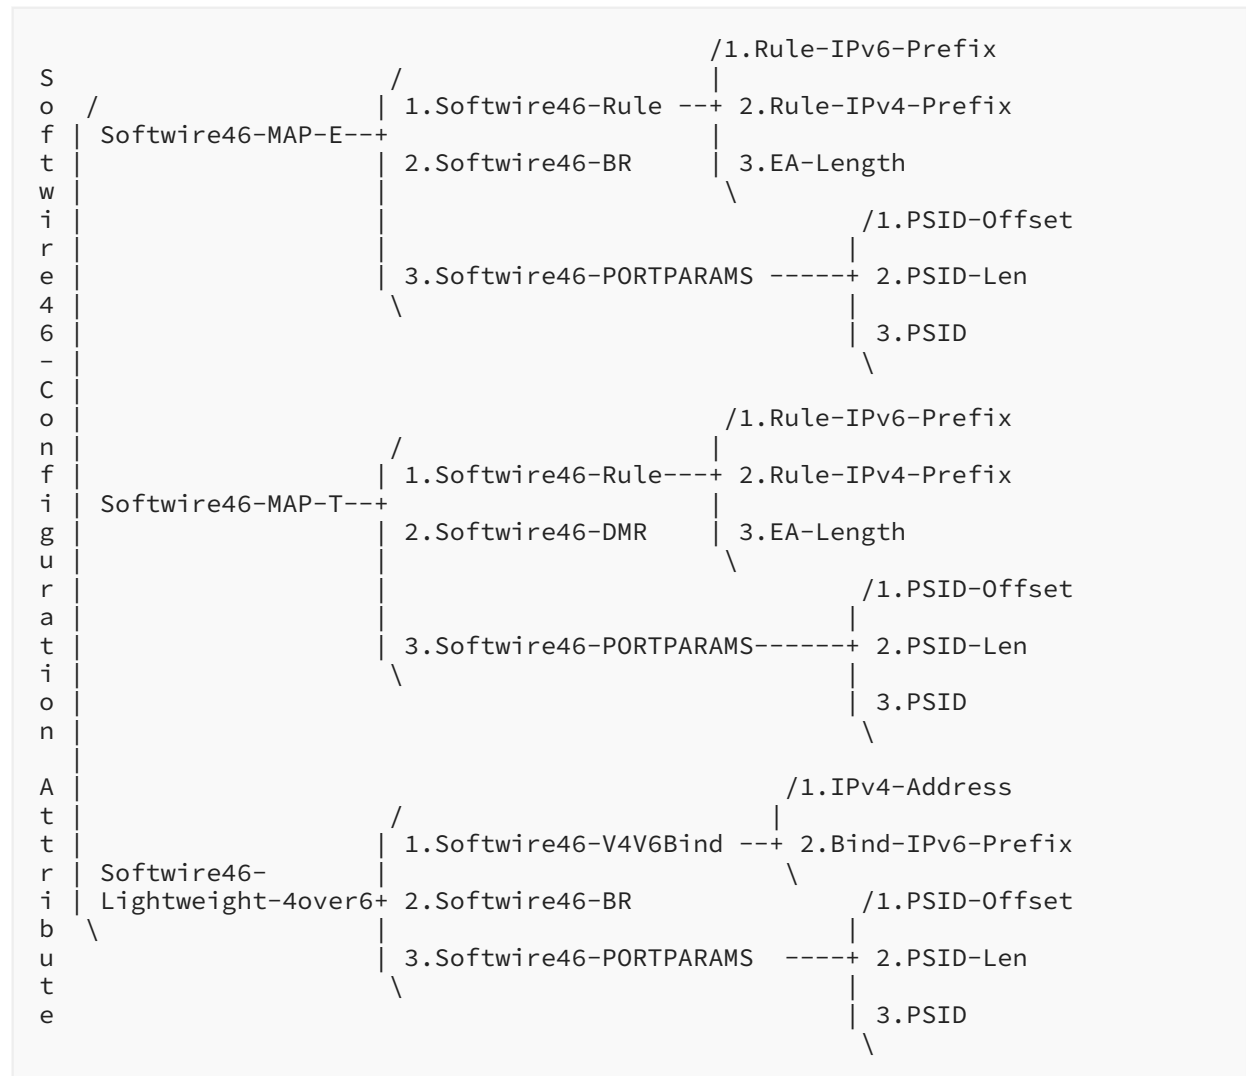 /1.Rule-IPv6-Prefix
S                      /                    |
o   /                  | 1.Softwire46-Rule --+ 2.Rule-IPv4-Prefix
f  | Softwire46-MAP-E--+                     |
t  |                   | 2.Softwire46-BR     | 3.EA-Length
w  |                   |                      \
i  |                   |                               /1.PSID-Offset
r  |                   |                              |
e  |                   | 3.Softwire46-PORTPARAMS -----+ 2.PSID-Len
4  |                    \                             |
6  |                                                  | 3.PSID
-  |                                                   \
C  |
o  |                                          /1.Rule-IPv6-Prefix
n  |                    /                    |
f  |                   | 1.Softwire46-Rule---+ 2.Rule-IPv4-Prefix
i  | Softwire46-MAP-T--+                     |
g  |                   | 2.Softwire46-DMR    | 3.EA-Length
u  |                   |                      \
r  |                   |                               /1.PSID-Offset
a  |                   |                              |
t  |                   | 3.Softwire46-PORTPARAMS------+ 2.PSID-Len
i  |                    \                             |
o  |                                                  | 3.PSID
n  |                                                   \
   |
A  |                                              /1.IPv4-Address
t  |                    /                        |
t  |                   | 1.Softwire46-V4V6Bind --+ 2.Bind-IPv6-Prefix
r  | Softwire46-       |                          \
i  | Lightweight-4over6+ 2.Softwire46-BR               /1.PSID-Offset
b   \                  |                              |
u                      | 3.Softwire46-PORTPARAMS  ----+ 2.PSID-Len
t                       \                             |
e                                                     | 3.PSID
                                                       \